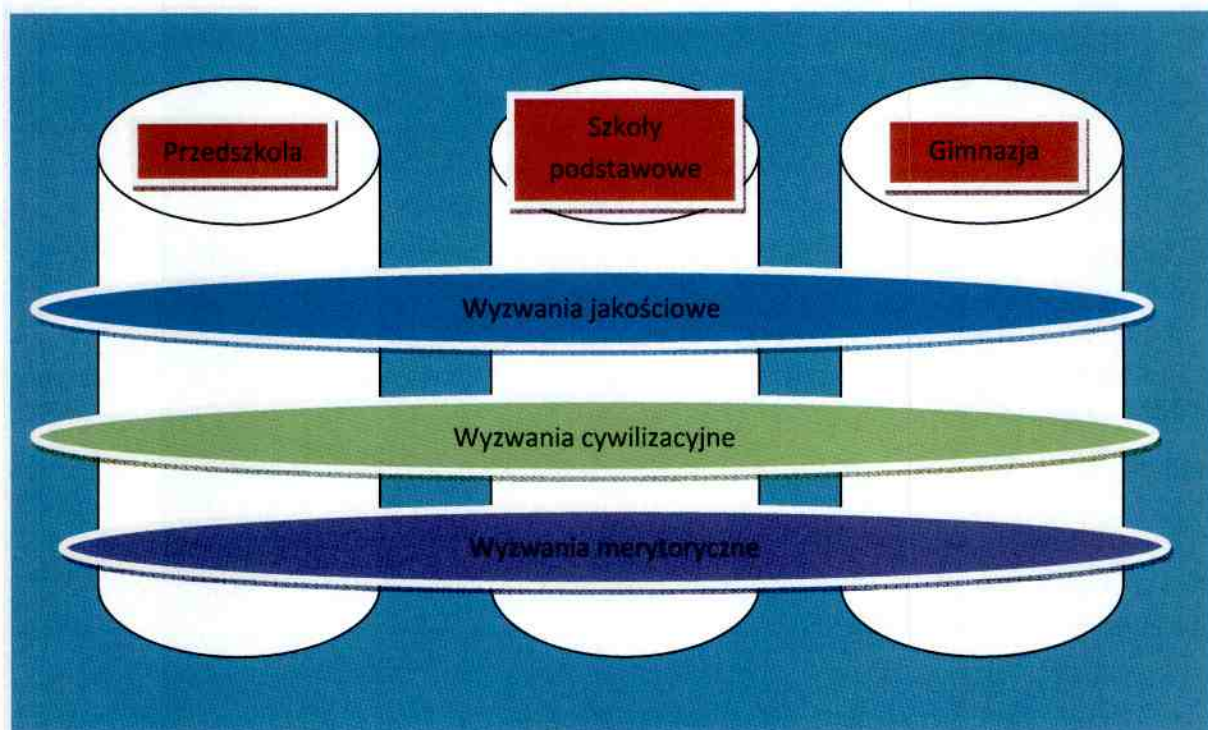 Przedszkola
Szkoły
podstawowe
Gimnazja
Wyzwania jakościowe
Wyzwania cywilizacyjne
Wyzwania merytoryczne